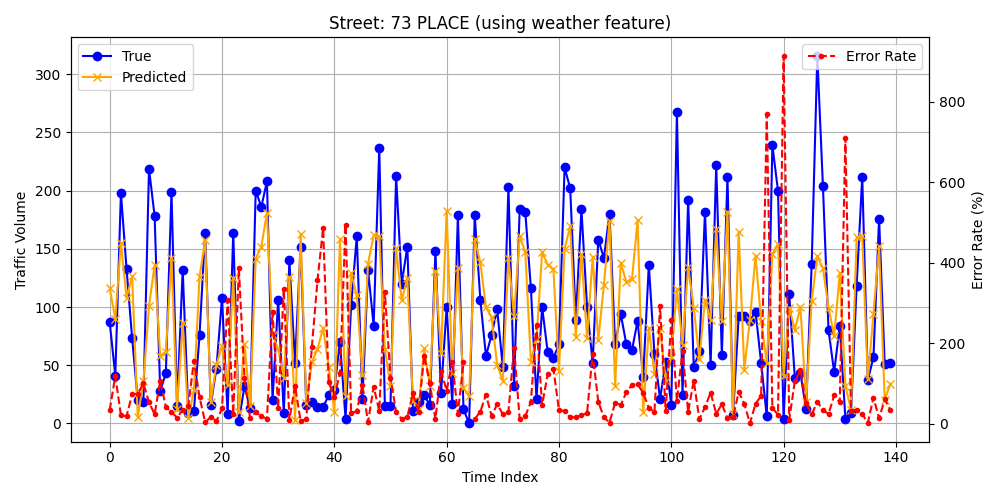 Street: 73 PLACE (using weather feature)
True
Predicted
Error Rate
300
250
200
150
100
50
0
800
600
400
200
0
Traffic Volume
Error Rate (%)
0 20 40 60 80 100 120 140
Time Index